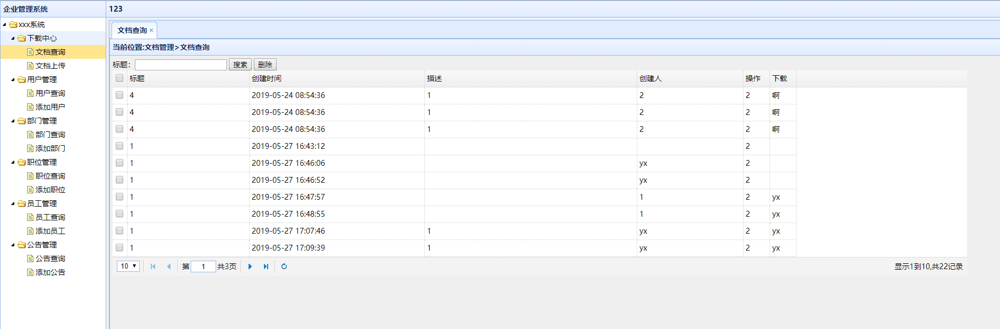 企业管理系统
123
xxx系统
下载中心
文档查询
文档上传
用户管理
用户查询
添加用户
部门管理
部门查询
添加部门
职位管理
职位查询
添加职位
员工管理
员工查询
添加员工
公告管理
公告查询
添加公告
文档查询 ×
当前位置:文档管理>文档查询
标题: 搜索 删除
标题 创建时间 描述 创建人 操作 下载
4 2019-05-24 08:54:36 1 2 2 啊
4 2019-05-24 08:54:36 1 2 2 啊
4 2019-05-24 08:54:36 1 2 2 啊
1 2019-05-27 16:43:12 2
1 2019-05-27 16:46:06 yx 2
1 2019-05-27 16:46:52 yx 2
1 2019-05-27 16:47:57 1 2 yx
1 2019-05-27 16:48:55 1 2 yx
1 2019-05-27 17:07:46 1 yx 2 yx
1 2019-05-27 17:09:39 1 yx 2 yx
10 第 1 共3页 显示1到10,共22记录